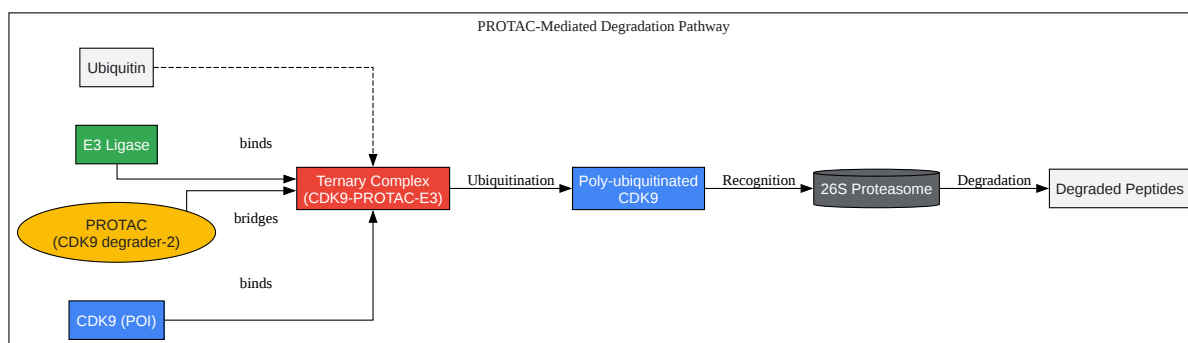 PROTAC-Mediated Degradation Pathway
Ubiquitin
E3 Ligase
binds
PROTAC
(CDK9 degrader-2)
bridges
binds
CDK9 (POI)
Ternary Complex
(CDK9-PROTAC-E3)
Ubiquitination
Poly-ubiquitinated
CDK9
Recognition
26S Proteasome
Degradation
Degraded Peptides